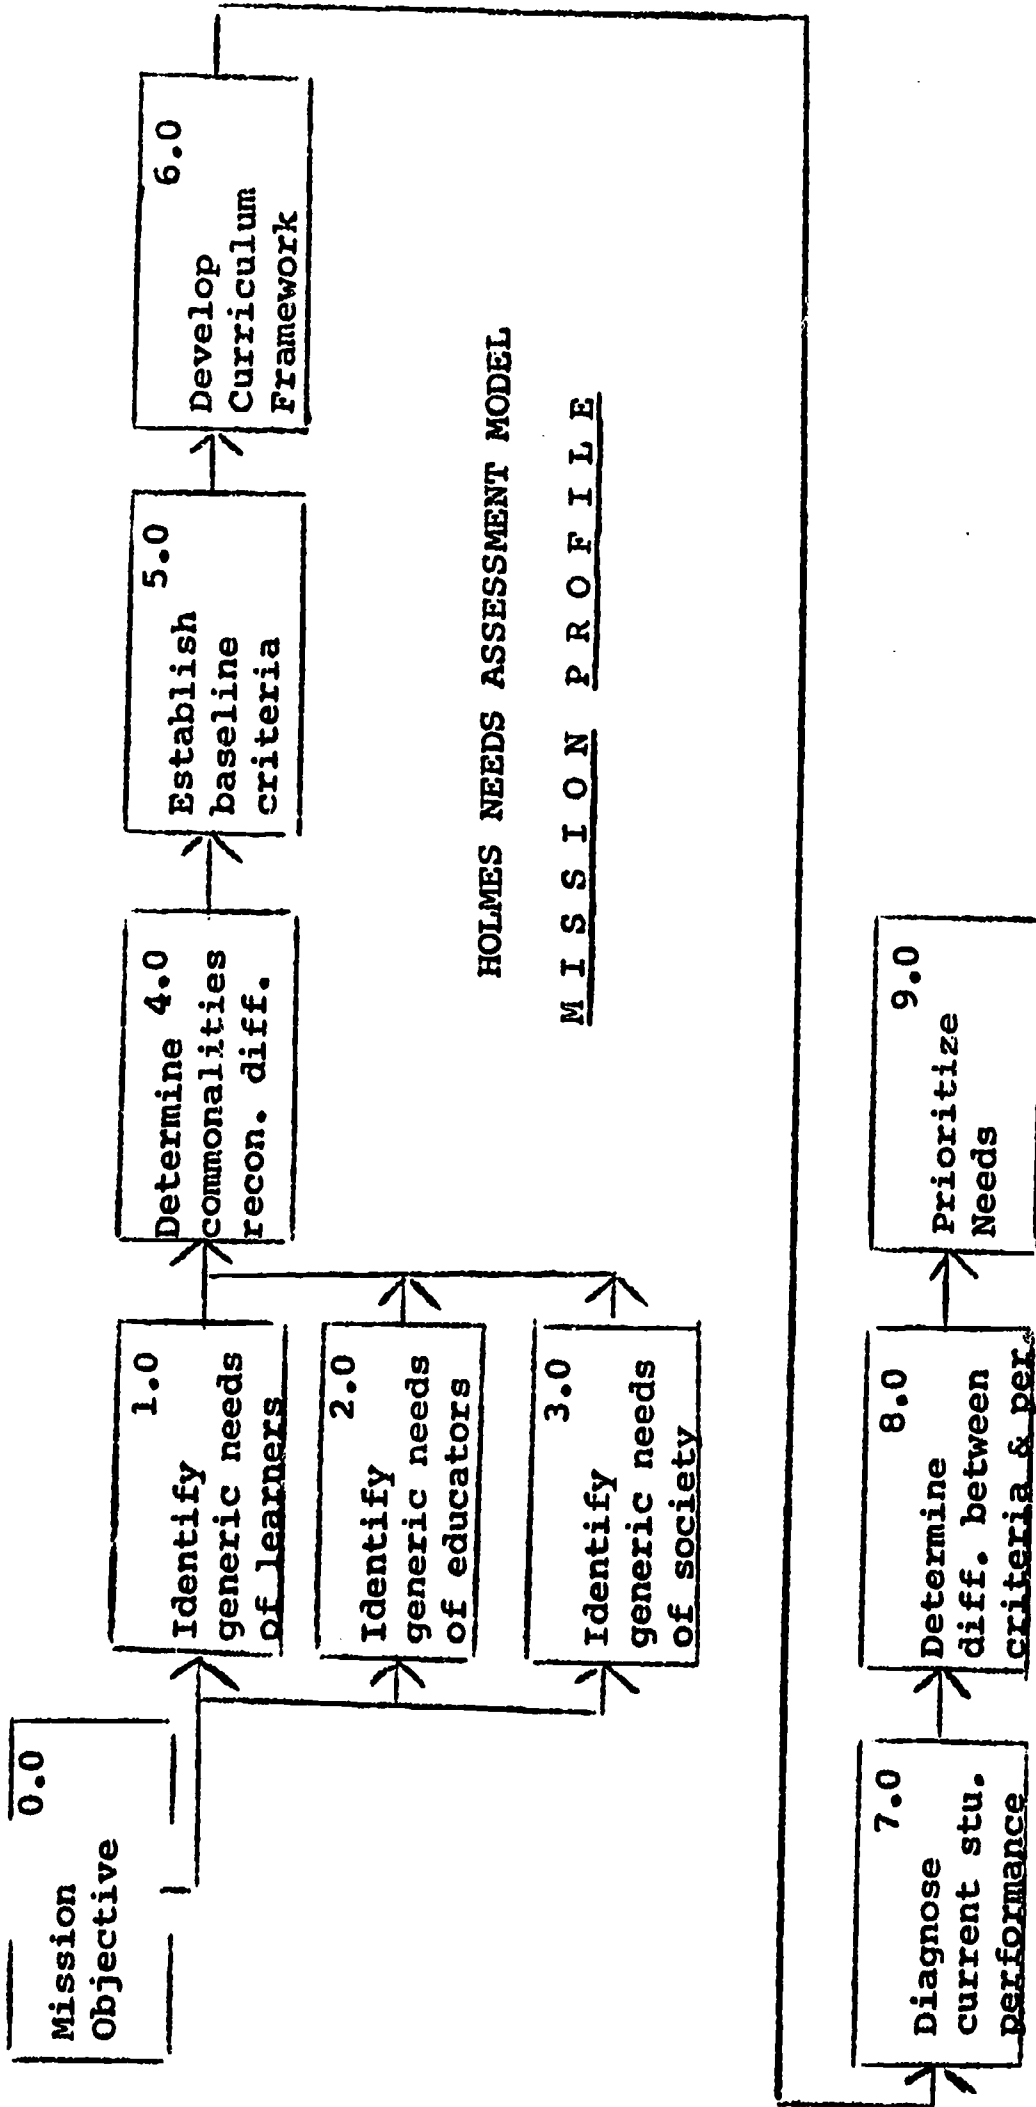 0.0
Mission
Objective
1.0
Identify
generic needs
of learners
2.0
Identify
generic needs
of educators
3.0
Identify
generic needs
of society
Determine 4.0
commonalities
recon. diff.
5.0
Establish
baseline
criteria
6.0
Develop
Curriculum
Framework
HOLMES NEEDS ASSESSMENT MODEL
M I S S I O N P R O F I L E
7.0
Diagnose
current stu.
performance
8.0
Determine
diff. between
criteria & per.
9.0
Prioritize
Needs